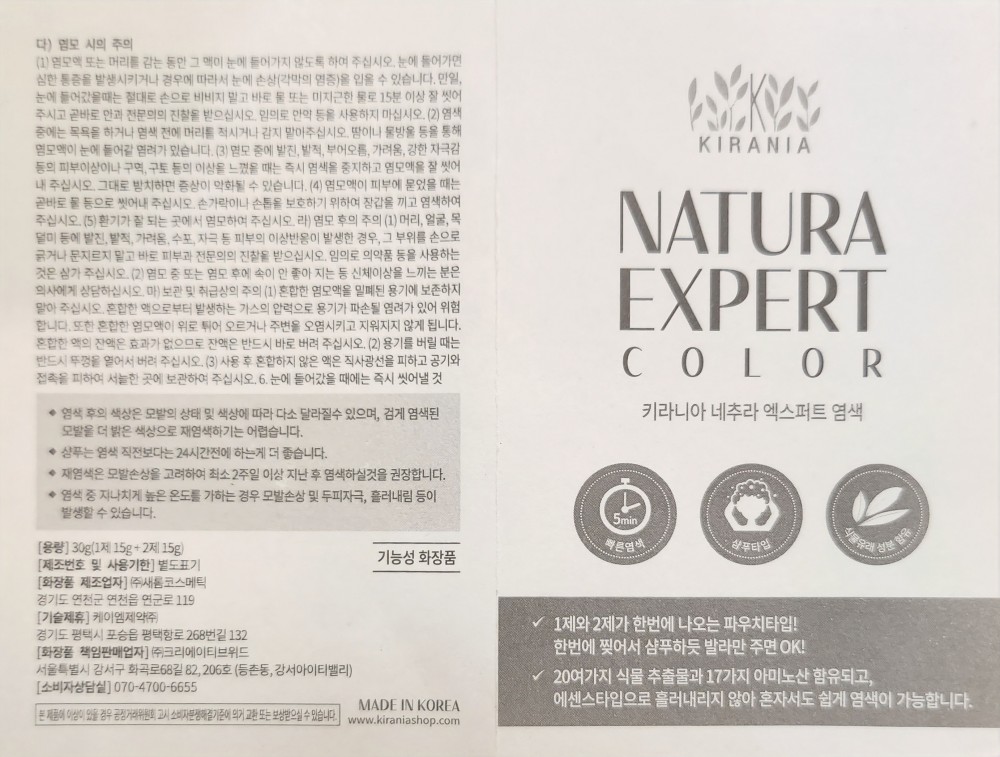 다) 염모 시의 주의
(1) 염모액 또는 머리를 감는 동안 그 액이 눈에 들어가지 않도록 하여 주십시오. 눈에 들어가면
심한 통증을 발생시키거나 경우에 따라서 눈에 손상(각막의 염증)을 입을 수 있습니다. 만일,
눈에 들어갔을때는 절대로 손으로 비비지 말고 바로 물 또는 미지근한 물로 15분 이상 잘 씻어
주시고 곧바로 안과 전문의의 진찰을 받으십시오. 임의로 안약 등을 사용하지 마십시오. (2) 염색
중에는 목욕을 하거나 염색 전에 머리를 적시거나 감지 말아주십시오. 땀이나 물방울 등을 통해
염모액이 눈에 들어갈 염려가 있습니다. (3) 염모 중에 발진, 발적, 부어오름, 가려움, 강한 자극감
등의 피부이상이나 구역, 구토 등의 이상을 느꼈을 때는 즉시 염색을 중지하고 염모액을 잘 씻어
내 주십시오. 그대로 방치하면 증상이 악화될 수 있습니다. (4) 염모액이 피부에 묻었을 때는
곧바로 물 등으로 씻어내 주십시오. 손가락이나 손톱을 보호하기 위하여 장갑을 끼고 염색하여
주십시오. (5) 환기가 잘 되는 곳에서 염모하여 주십시오. 라) 염모 후의 주의 (1) 머리, 얼굴, 목
덜미 등에 발진, 발적, 가려움, 수포, 자극 등 피부의 이상반응이 발생한 경우, 그 부위를 손으로
긁거나 문지르지 말고 바로 피부과 전문의의 진찰을 받으십시오. 임의로 의약품 등을 사용하는
것은 삼가 주십시오. (2) 염모 중 또는 염모 후에 속이 안 좋아 지는 등 신체이상을 느끼는 분은
의사에게 상담하십시오. 마) 보관 및 취급상의 주의 (1) 혼합한 염모액을 밀폐된 용기에 보존하지
말아 주십시오. 혼합한 액으로부터 발생하는 가스의 압력으로 용기가 파손될 염려가 있어 위험
합니다. 또한 혼합한 염모액이 위로 튀어 오르거나 주변을 오염시키고 지워지지 않게 됩니다.
혼합한 액의 잔액은 효과가 없으므로 잔액은 반드시 바로 버려 주십시오. (2) 용기를 버릴 때는
반드시 뚜껑을 열어서 버려 주십시오. (3) 사용 후 혼합하지 않은 액은 직사광선을 피하고 공기와
접촉을 피하여 서늘한 곳에 보관하여 주십시오. 6. 눈에 들어갔을 때에는 즉시 씻어낼 것
◆ 염색 후의 색상은 모발의 상태 및 색상에 따라 다소 달라질수 있으며, 검게 염색된
모발을 더 밝은 색상으로 재염색하기는 어렵습니다.
◆ 샴푸는 염색 직전보다는 24시간전에 하는게 더 좋습니다.
◆ 재염색은 모발손상을 고려하여 최소 2주일 이상 지난 후 염색하실것을 권장합니다.
◆ 염색 중 지나치게 높은 온도를 가하는 경우 모발손상 및 두피자극, 흘러내림 등이
발생할 수 있습니다.
[용량] 30g(1제 15g + 2제 15g)
[제조번호 및 사용기한] 별도표기
[화장품 제조업자] ㈜새롬코스메틱
경기도 연천군 연천읍 연군로 119
[기술제휴] 케이엠제약㈜
경기도 평택시 포승읍 평택항로 268번길 132
[화장품 책임판매업자] ㈜크리에이티브위드
서울특별시 강서구 화곡로68길 82, 206호 (등촌동, 강서아이티밸리)
[소비자상담실] 070-4700-6655
기능성 화장품
본 제품에 이상이 있을 경우 공정거래위원회 고시 소비자분쟁해결기준에 의거 교환 또는 보상받으실 수 있습니다.
MADE IN KOREA
www.kiraniashop.com
KIRANIA
NATURA
EXPERT
COLOR
키라니아 네추라 엑스퍼트 염색
5min
빠른염색
샴푸타입
식물유래 성분 함유
✓ 1제와 2제가 한번에 나오는 파우치타입!
한번에 찢어서 샴푸하듯 발라만 주면 OK!
✓ 20여가지 식물 추출물과 17가지 아미노산 함유되고,
에센스타입으로 흘러내리지 않아 혼자서도 쉽게 염색이 가능합니다.